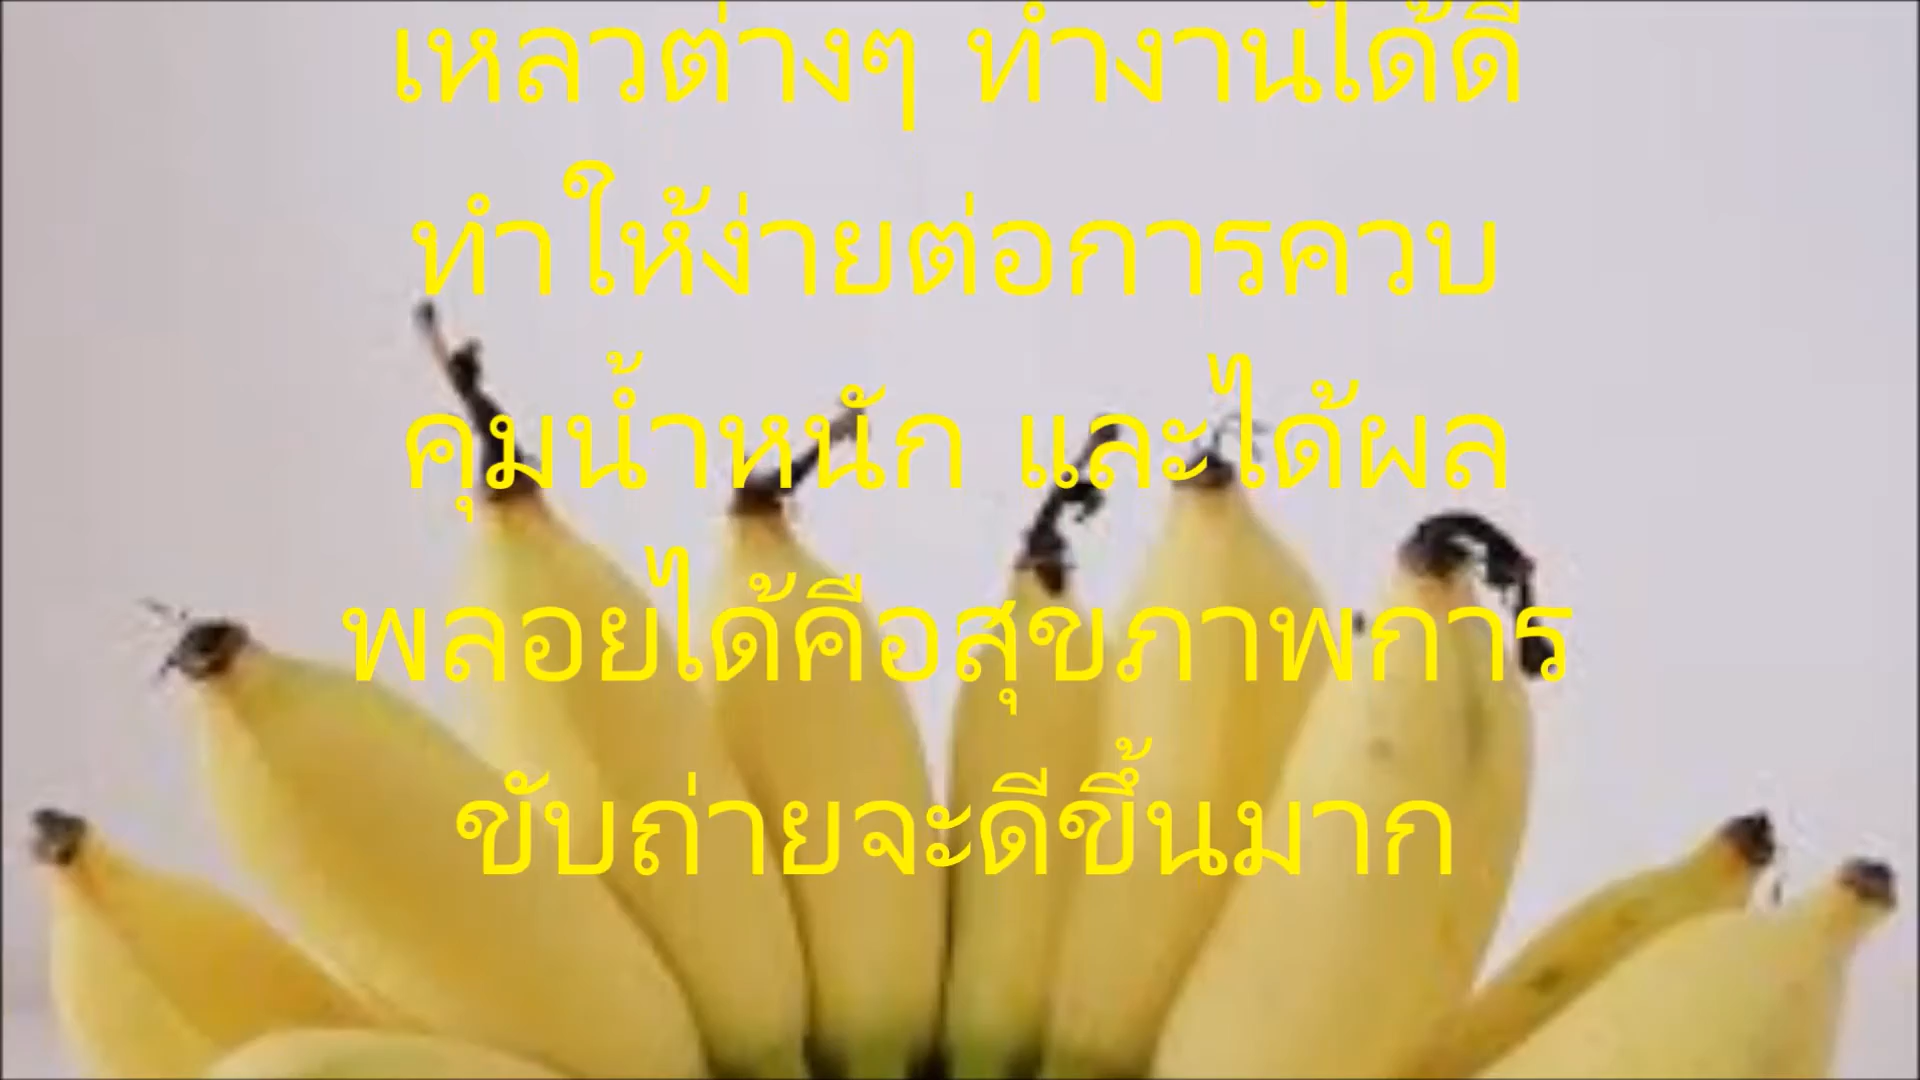 เหลวต่างๆ ทำงานได้ดี
ทำให้ง่ายต่อการควบ
คุมน้ำหนัก และได้ผล
พลอยได้คือสุขภาพการ
ขับถ่ายจะดีขึ้นมาก